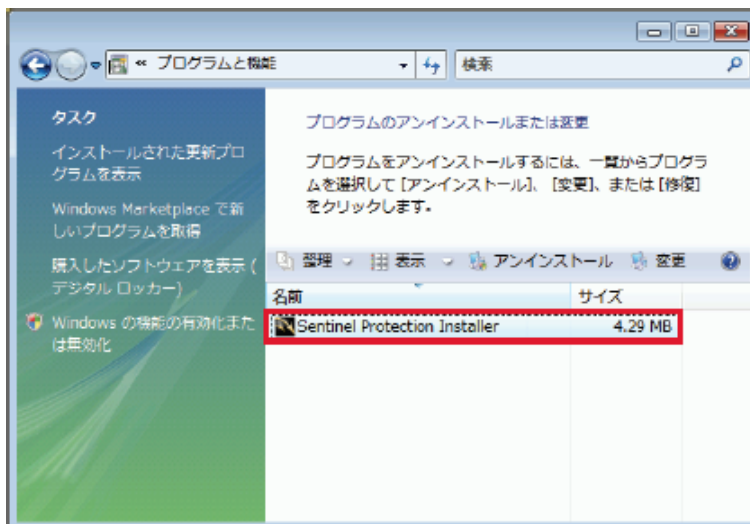 « プログラムと機能
検索
タスク
インストールされた更新プロ
グラムを表示
Windows Marketplace で新
しいプログラムを取得
購入したソフトウェアを表示 (
デジタル ロッカー)
Windows の機能の有効化また
は無効化
プログラムのアンインストールまたは変更
プログラムをアンインストールするには、一覧からプログラ
ムを選択して [アンインストール]、[変更]、または [修復]
をクリックします。
整理 表示 アンインストール 変更
名前 サイズ
Sentinel Protection Installer 4.29 MB